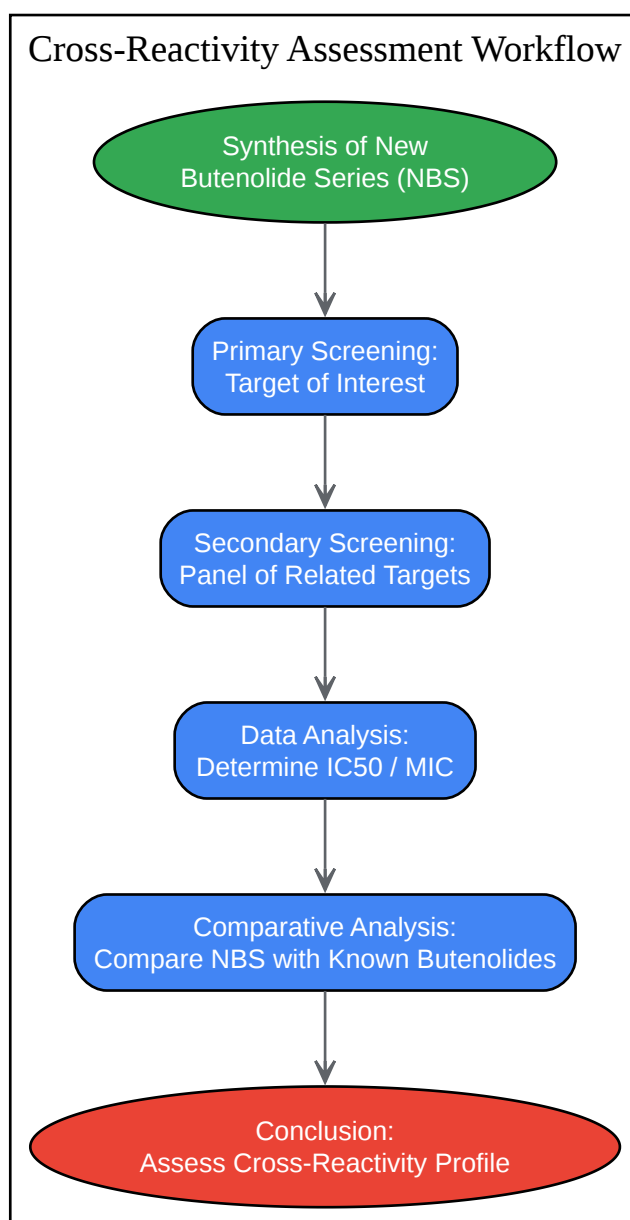 Cross-Reactivity Assessment Workflow
Synthesis of New
Butenolide Series (NBS)
Primary Screening:
Target of Interest
Secondary Screening:
Panel of Related Targets
Data Analysis:
Determine IC50 / MIC
Comparative Analysis:
Compare NBS with Known Butenolides
Conclusion:
Assess Cross-Reactivity Profile